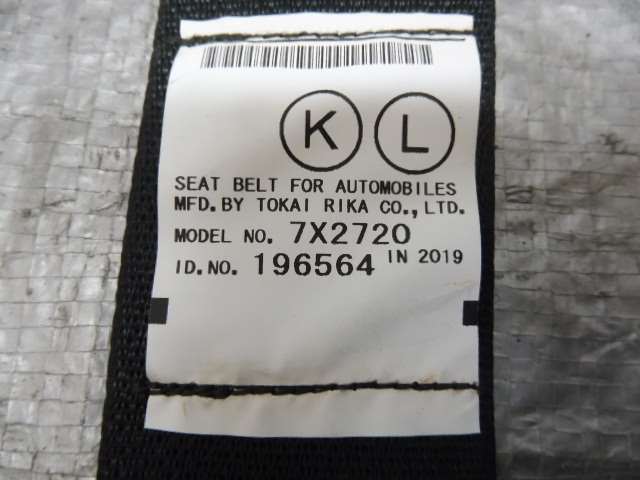 K L
SEAT BELT FOR AUTOMOBILES
MFD. BY TOKAI RIKA CO., LTD.
MODEL NO. 7X2720
ID. NO. 196564 IN 2019